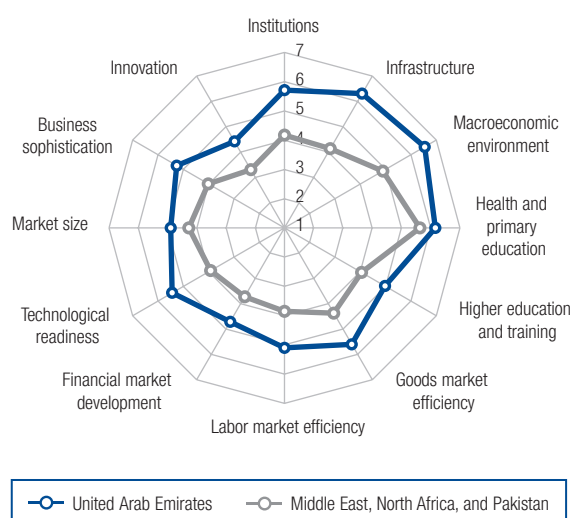 Institutions
7
6
5
4
3
2
1
Innovation
Infrastructure
Business
sophistication
Macroeconomic
environment
Market size
Health and
primary
education
Technological
readiness
Higher education
and training
Financial market
development
Goods market
efficiency
Labor market efficiency
United Arab Emirates
Middle East, North Africa, and Pakistan